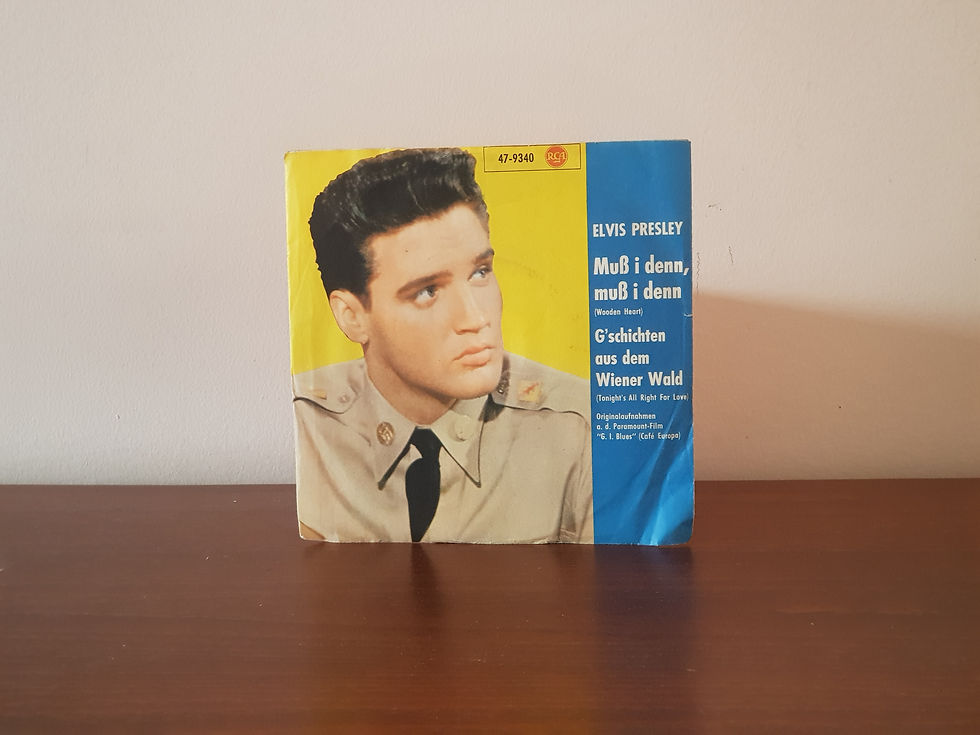 47-9340 RCA
ELVIS PRESLEY
Muß i denn,
muß i denn
(Wooden Heart)
G'schichten
aus dem
Wiener Wald
(Tonight's All Right For Love)
Originalaufnahmen
a. d. Paramount-Film
"G. I. Blues" (Café Europa)